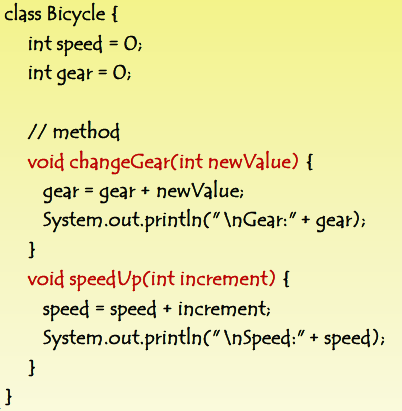 class Bicycle {
int speed = 0;
int gear = 0;
// method
void changeGear(int newValue) {
gear = gear + newValue;
System.out.println("\nGear:" + gear);
}
void speedUp(int increment) {
speed = speed + increment;
System.out.println("\nSpeed:" + speed);
}
}